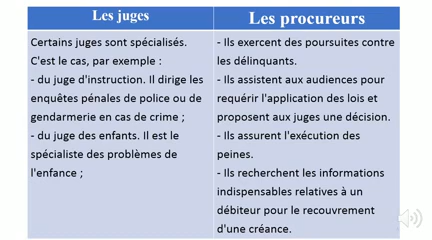 Les juges
Les procureurs
Certains juges sont spécialisés.
C'est le cas, par exemple :
- du juge d'instruction. Il dirige les
enquêtes pénales de police ou de
gendarmerie en cas de crime ;
- du juge des enfants. Il est le
spécialiste des problèmes de
l'enfance ;
- Ils exercent des poursuites contre
les délinquants.
- Ils assistent aux audiences pour
requérir l'application des lois et
proposent aux juges une décision.
- Ils assurent l'exécution des
peines.
- Ils recherchent les informations
indispensables relatives à un
débiteur pour le recouvrement
d'une créance.